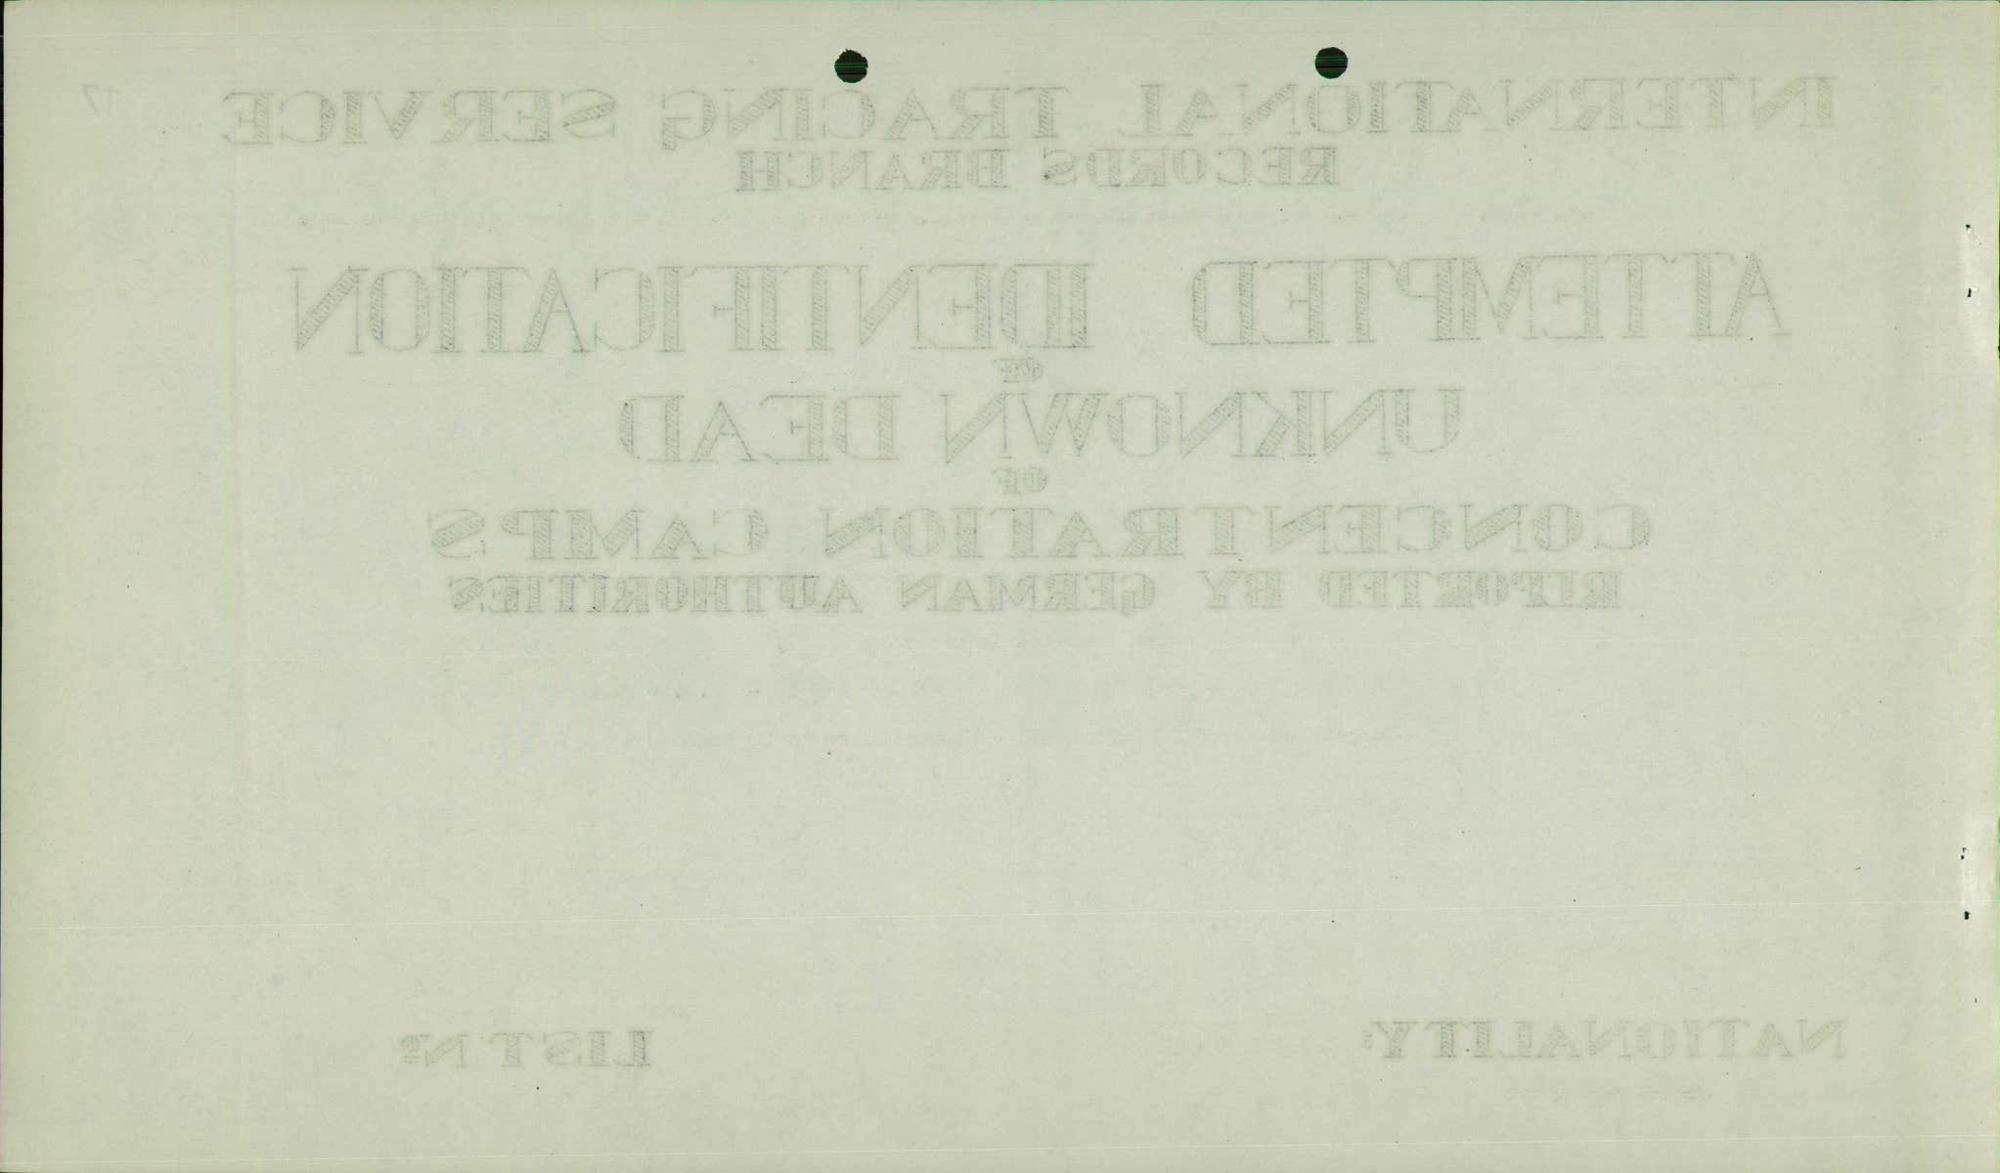 17
INTERNATIONAL TRACING SERVICE
RECORDS BRANCH
ATTEMPTED IDENTIFICATION
OF
UNKNOWN DEAD
OF
CONCENTRATION CAMPS
REPORTED BY GERMAN AUTHORITIES
NATIONALITY: LIST Nº